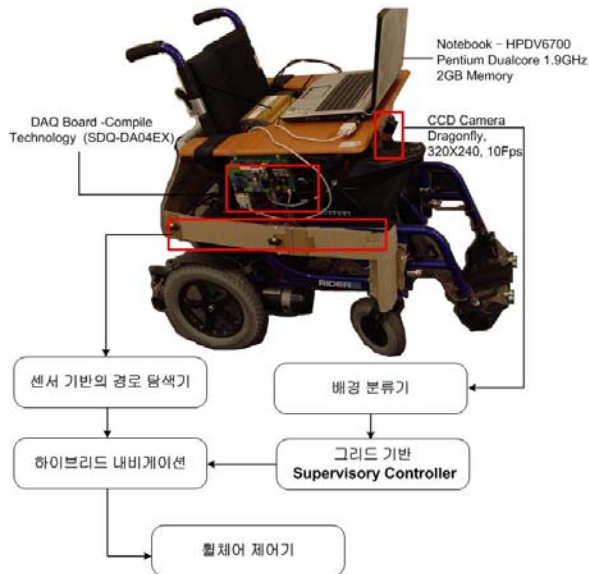 Notebook – HPDV6700
Pentium Dualcore 1.9GHz
2GB Memory
DAQ Board -Compile
Technology (SDQ-DA04EX)
CCD Camera
Dragonfly,
320X240, 10Fps
RIDER
센서 기반의 경로 탐색기
배경 분류기
하이브리드 내비게이션
그리드 기반
Supervisory Controller
휠체어 제어기